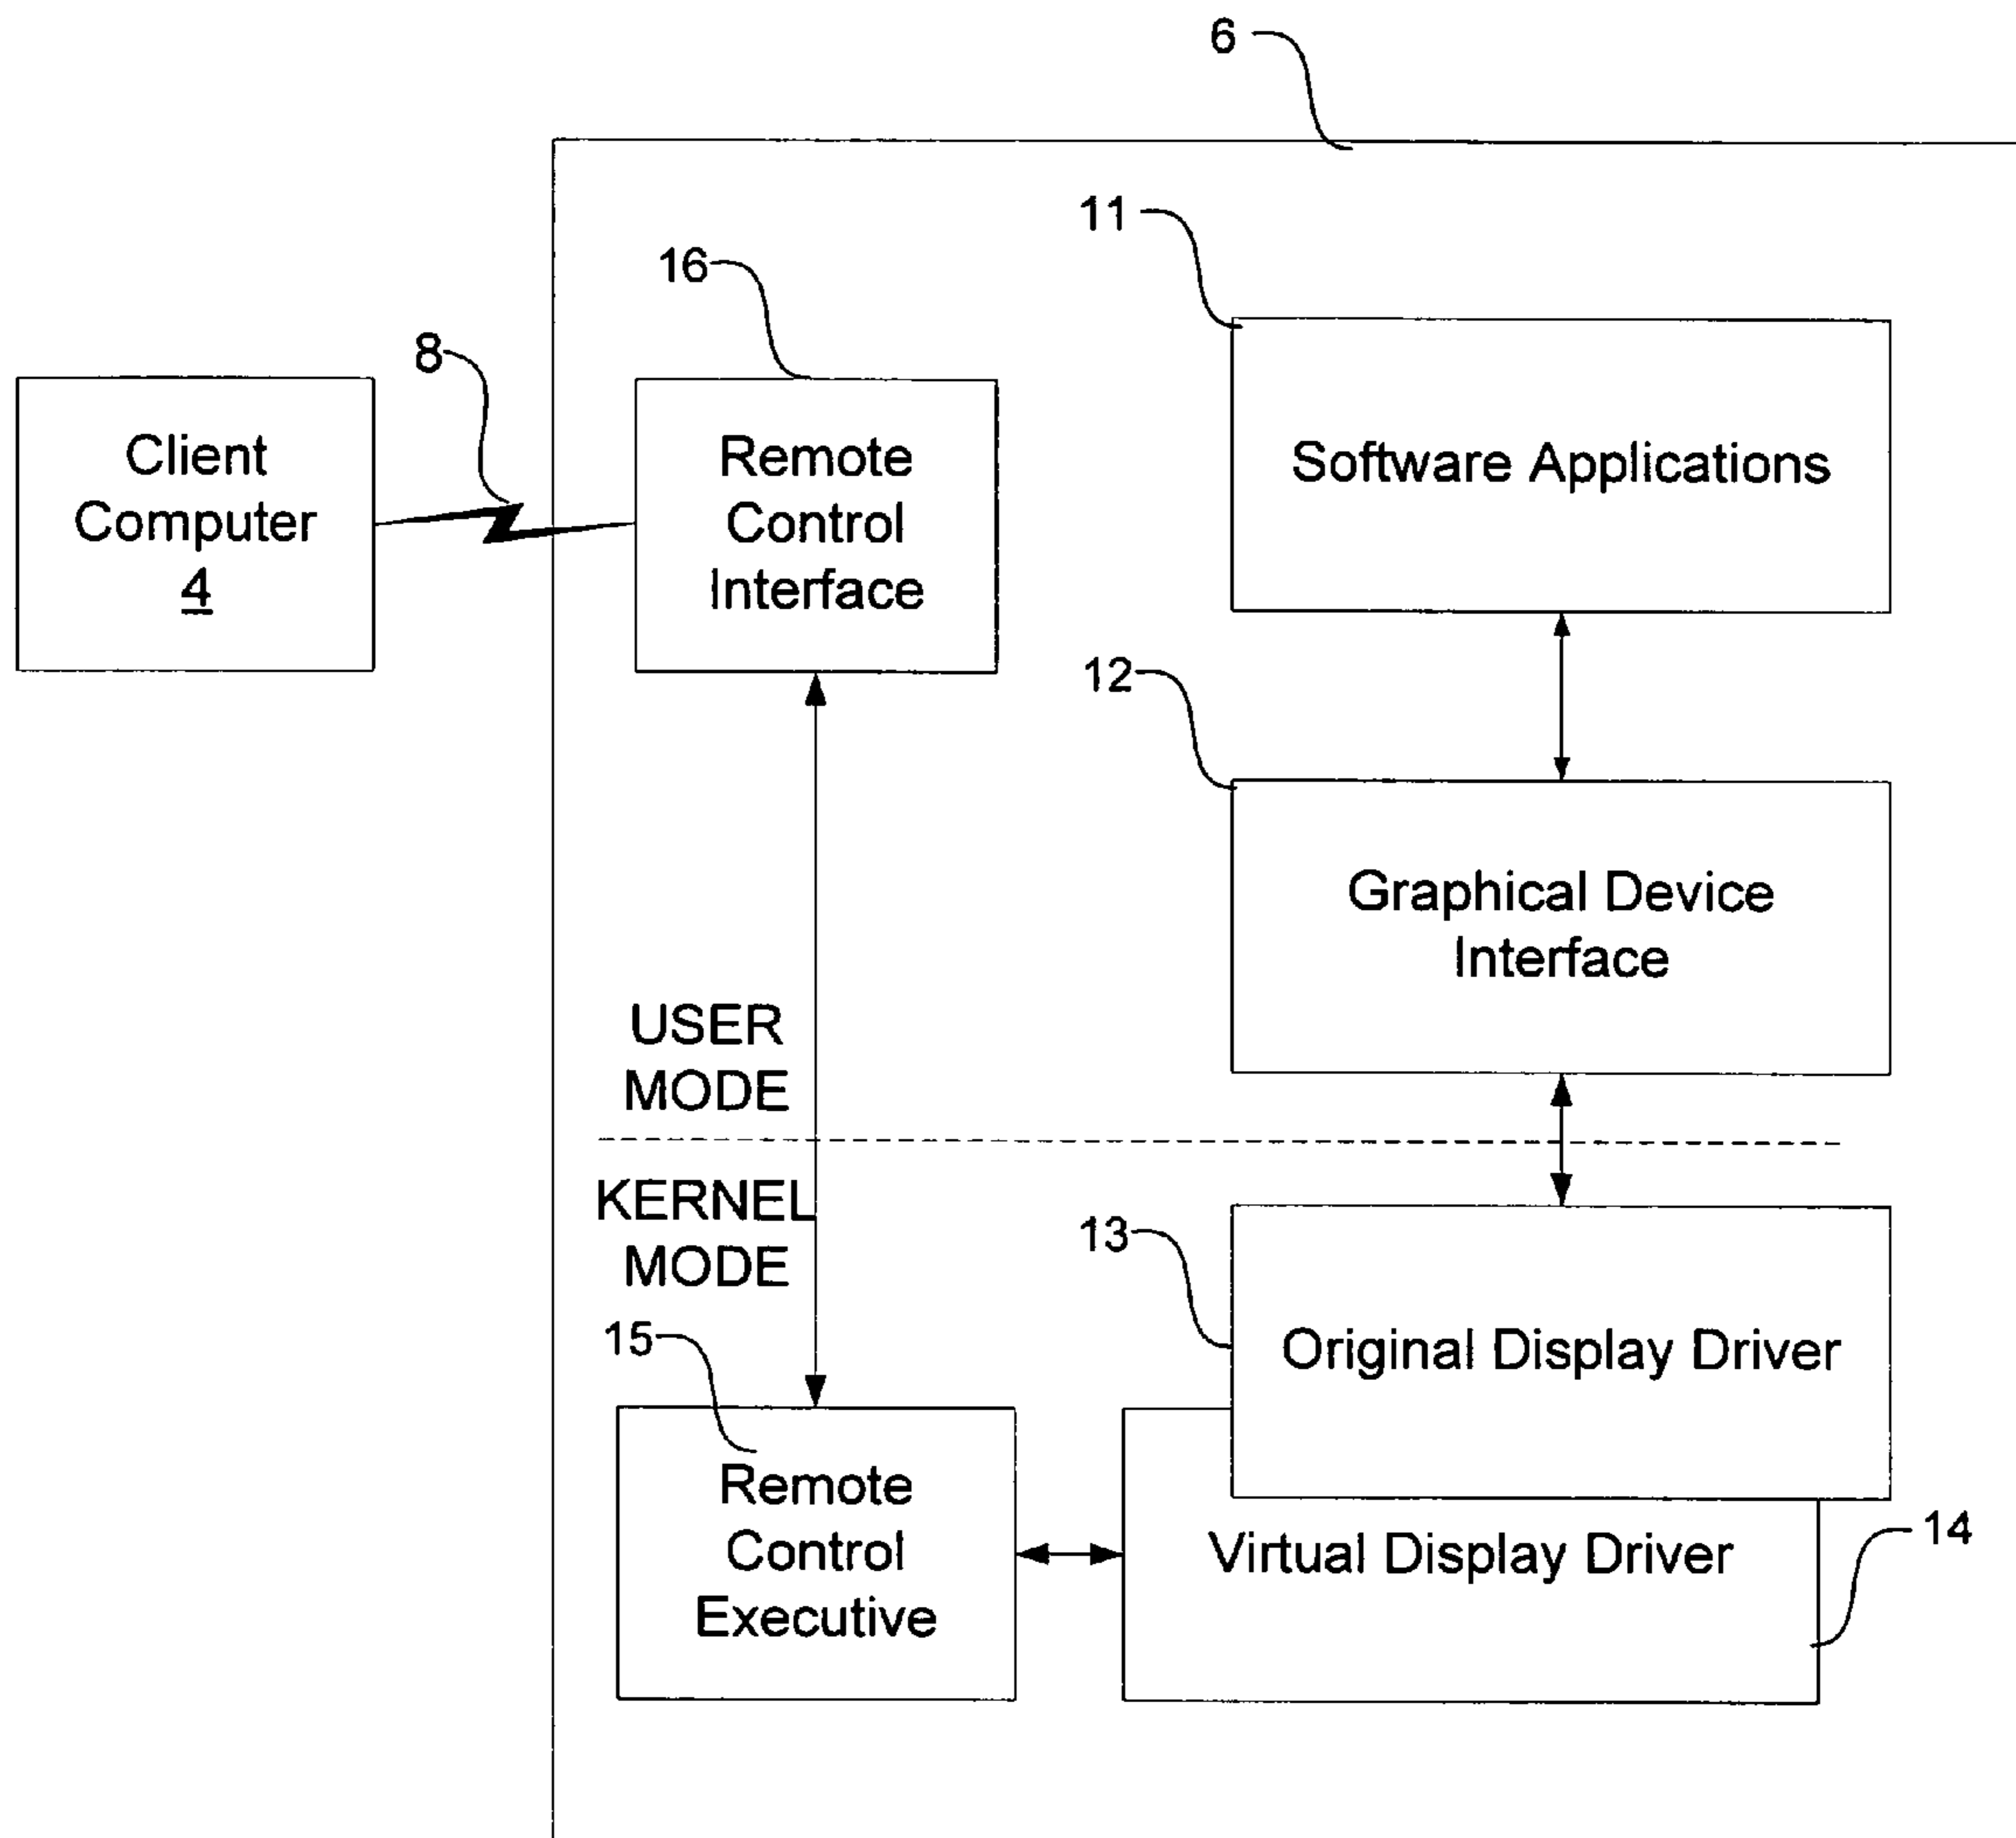 6
11
16
8
Client
Computer
4
Remote
Control
Interface
Software Applications
12
Graphical Device
Interface
USER
MODE
KERNEL
MODE
13
Original Display Driver
15
Remote
Control
Executive
Virtual Display Driver
14